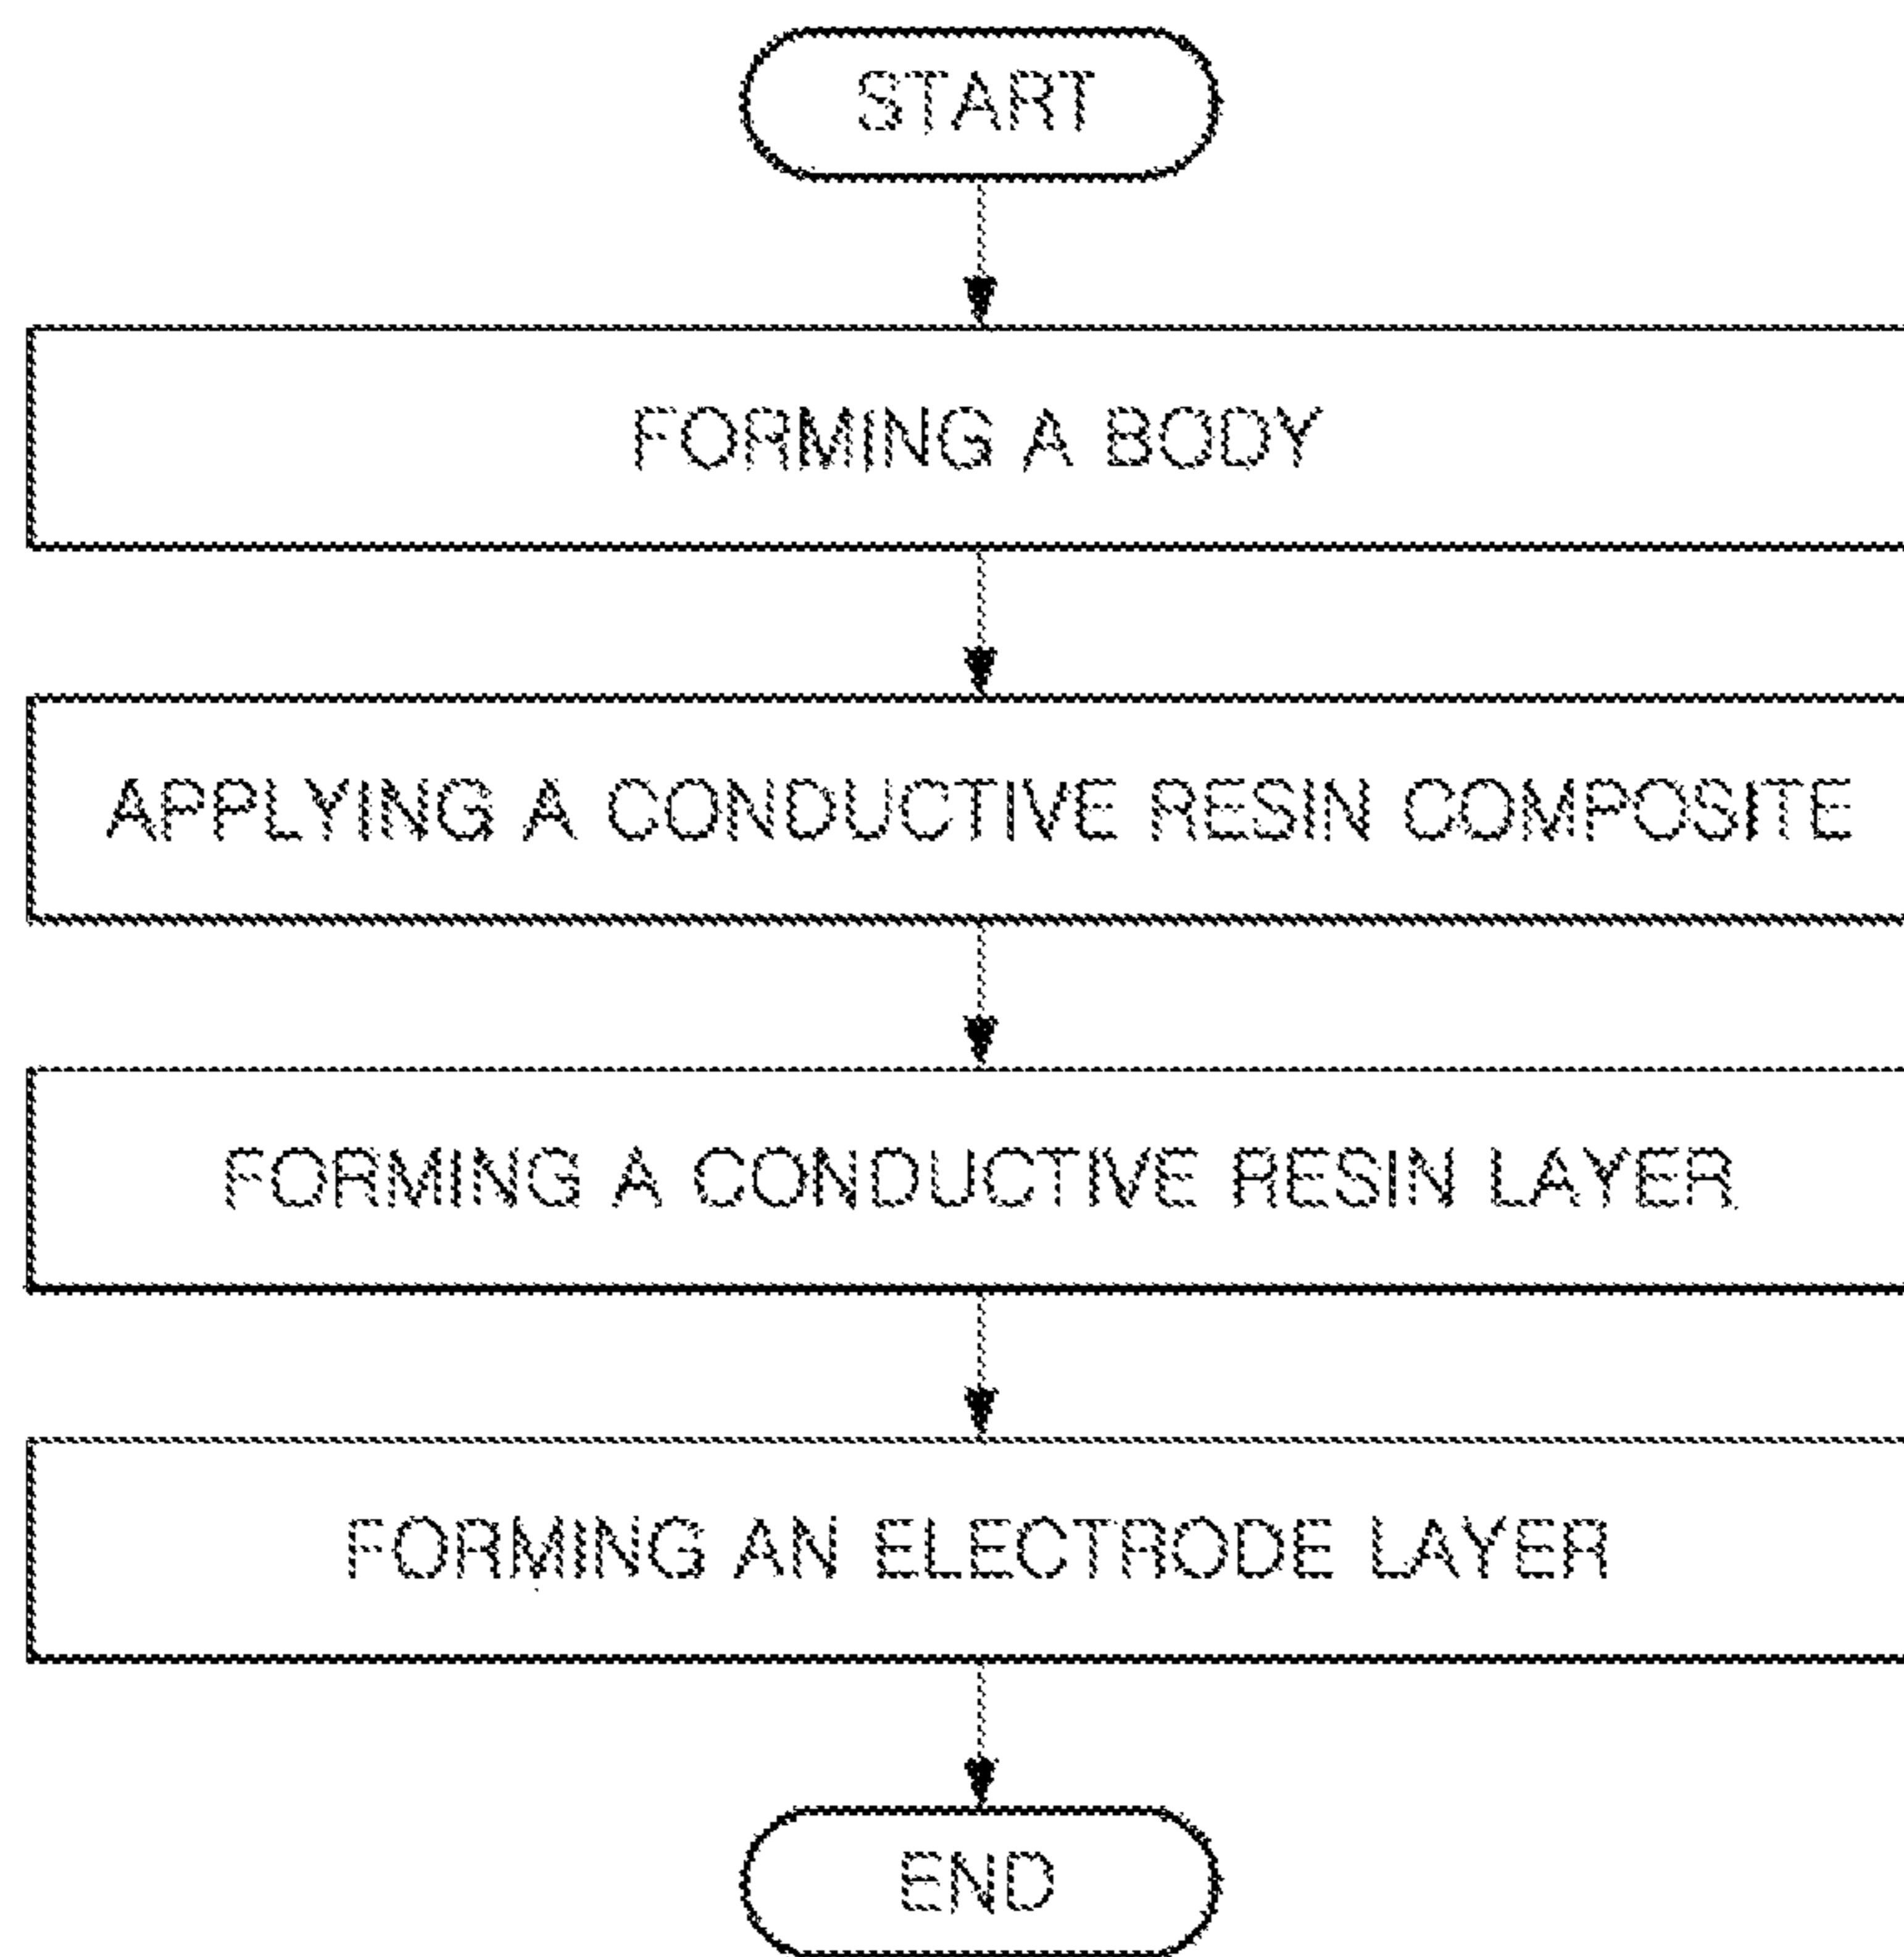 START
FORMING A BODY
APPLYING A CONDUCTIVE RESIN COMPOSITE
FORMING A CONDUCTIVE RESIN LAYER
FORMING AN ELECTRODE LAYER
END